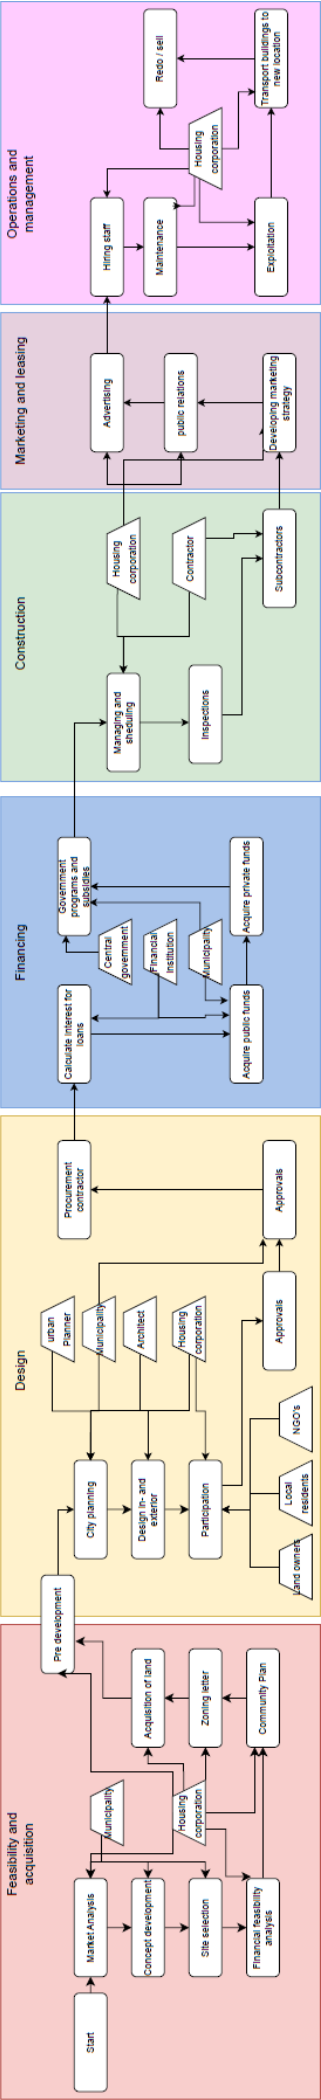 Feasibility and
acquisition
Start
Market Analysis
Concept development
Site selection
Financial feasibility
analysis
Municipality
Housing
corporation
Acquisition of land
Zoning letter
Community Plan
Pre development
Design
City planning
Design in- and
exterior
Participation
Land owners
Local
residents
NGO's
urban
Planner
Municipality
Architect
Housing
corporation
Approvals
Approvals
Procurement
contractor
Financing
Calculate interest for
loans
Acquire public funds
Central
government
Financial
institution
Municipality
Government
programs and
subsidies
Acquire private funds
Construction
Managing and
sheduling
Inspections
Housing
corporation
Contractor
Subcontractors
Marketing and leasing
Advertising
public relations
Developing marketing
strategy
Operations and
management
Hiring staff
Maintenance
Exploitation
Housing
corporation
Redo / sell
Transport buildings to
new location